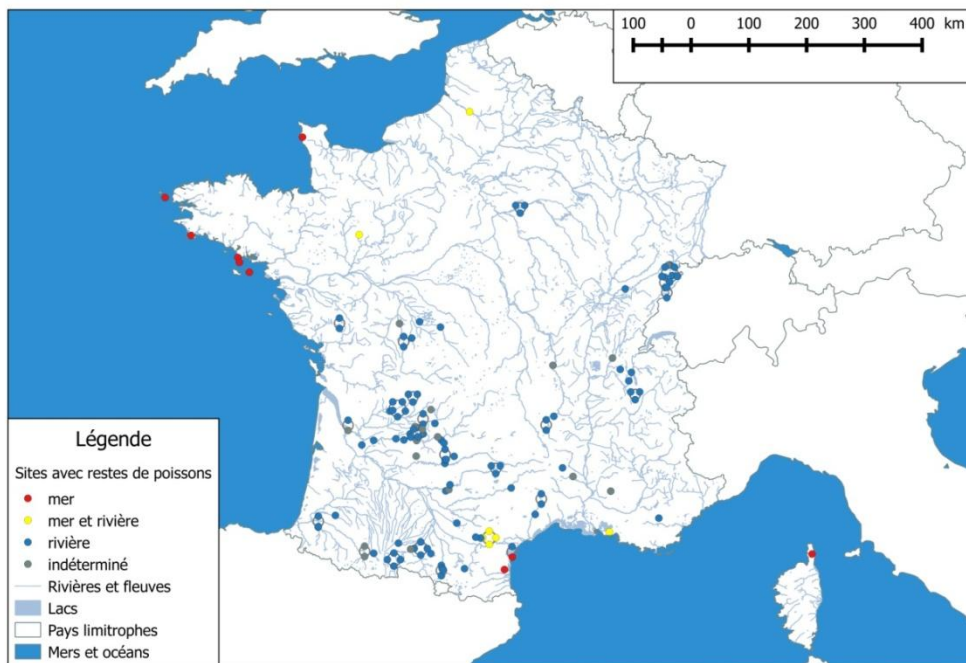 100 0 100 200 300 400 km
Légende
Sites avec restes de poissons
mer
mer et rivière
rivière
indéterminé
Rivières et fleuves
Lacs
Pays limitrophes
Mers et océans